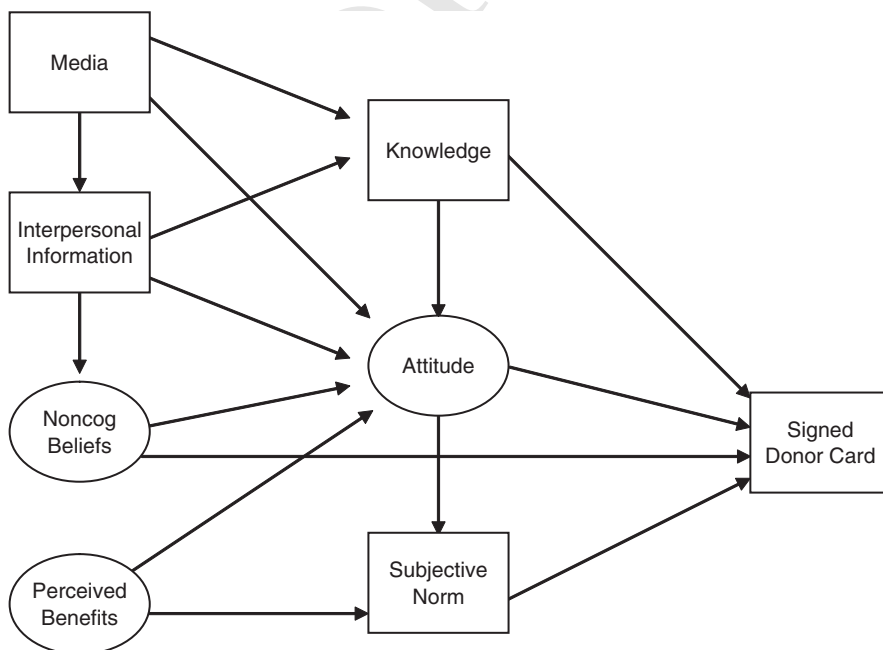 Media
Knowledge
Interpersonal
Information
Attitude
Noncog
Beliefs
Signed
Donor Card
Subjective
Norm
Perceived
Benefits